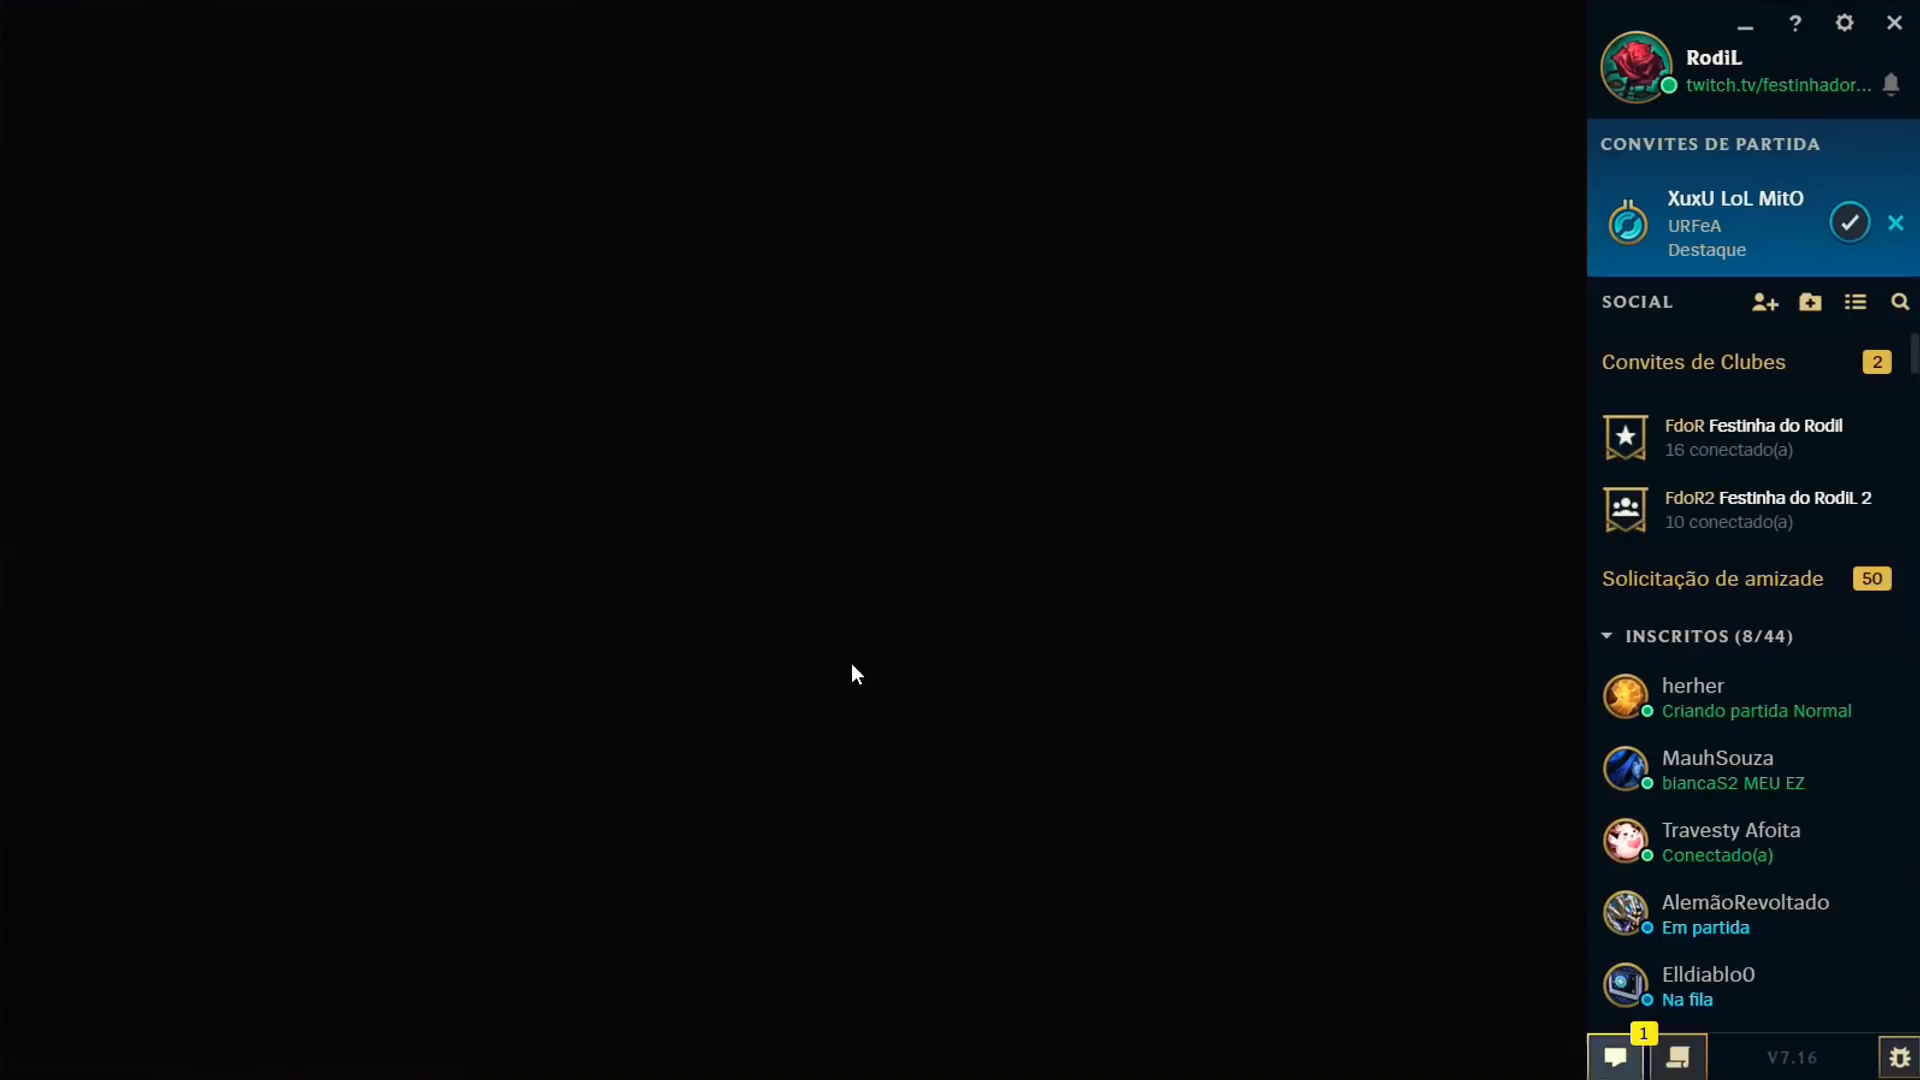 RodiL
twitch.tv/festinhador...
CONVITES DE PARTIDA
XuxU LoL MitO
URFeA
Destaque
SOCIAL
Convites de Clubes 2
FdoR Festinha do Rodil
16 conectado(a)
FdoR2 Festinha do RodiL 2
10 conectado(a)
Solicitação de amizade 50
INSCRITOS (8/44)
herher
Criando partida Normal
MauhSouza
biancaS2 MEU EZ
Travesty Afoita
Conectado(a)
AlemãoRevoltado
Em partida
Elldiablo0
Na fila
1
V7.16